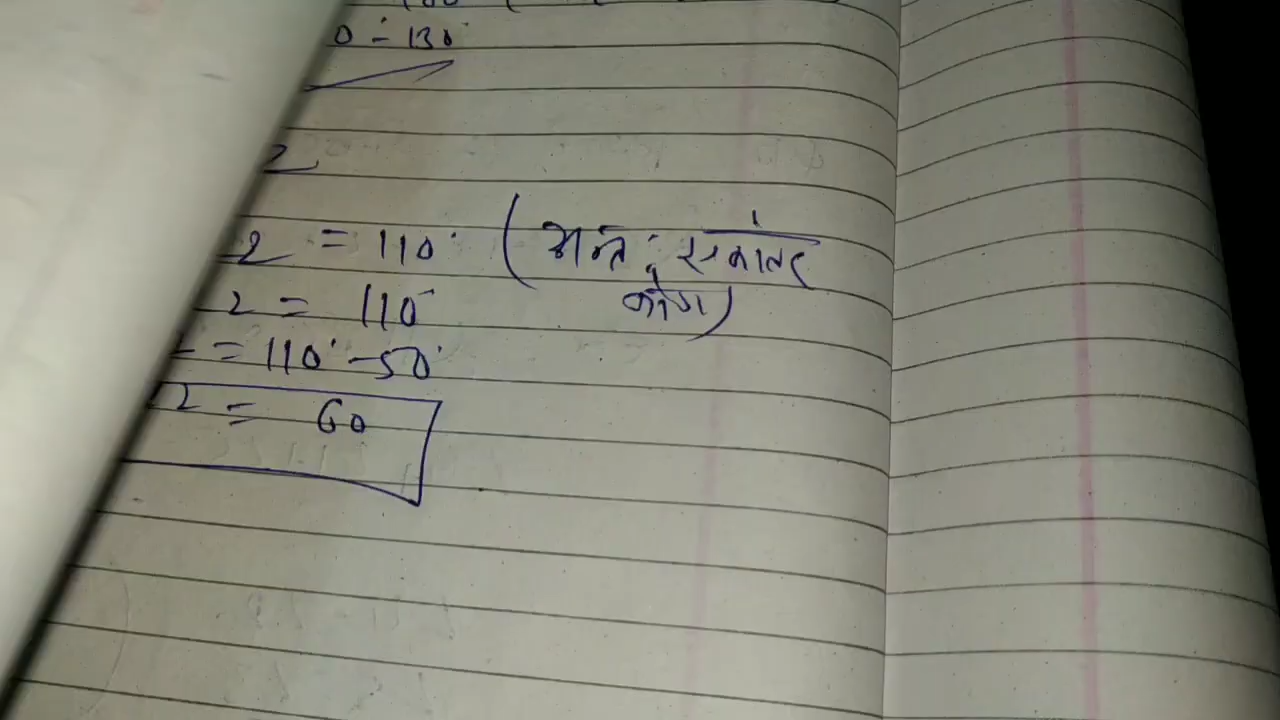 0° - 130°
2
2 = 110° ( अन्तः एकांतर
कोण)
2 = 110°
= 110° - 50°
2 = 60